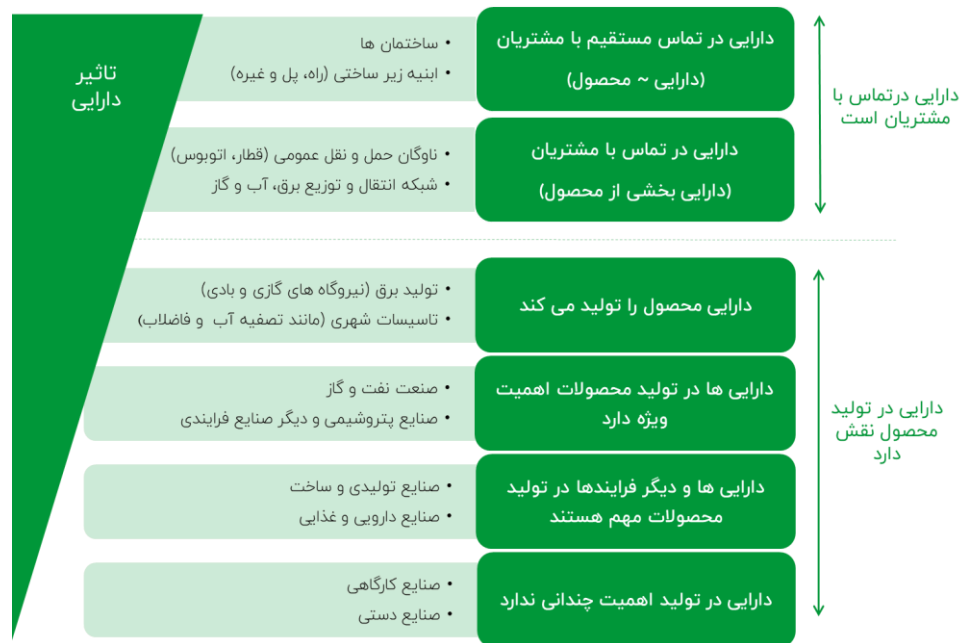 تاثیر
دارایی
دارایی در تماس مستقیم با مشتریان
(دارایی ~ محصول)
• ساختمان ها
• ابنیه زیر ساختی (راه، پل و غیره)
دارایی در تماس با مشتریان
(دارایی بخشی از محصول)
• ناوگان حمل و نقل عمومی (قطار، اتوبوس)
• شبکه انتقال و توزیع برق، آب و گاز
دارایی درتماس با
مشتریان است
دارایی محصول را تولید می کند
• تولید برق (نیروگاه های گازی و بادی)
• تاسیسات شهری (مانند تصفیه آب و فاضلاب)
دارایی ها در تولید محصولات اهمیت
ویژه دارد
• صنعت نفت و گاز
• صنایع پتروشیمی و دیگر صنایع فرایندی
دارایی ها و دیگر فرایندها در تولید
محصولات مهم هستند
• صنایع تولیدی و ساخت
• صنایع دارویی و غذایی
دارایی در تولید اهمیت چندانی ندارد
• صنایع کارگاهی
• صنایع دستی
دارایی در تولید
محصول نقش
دارد